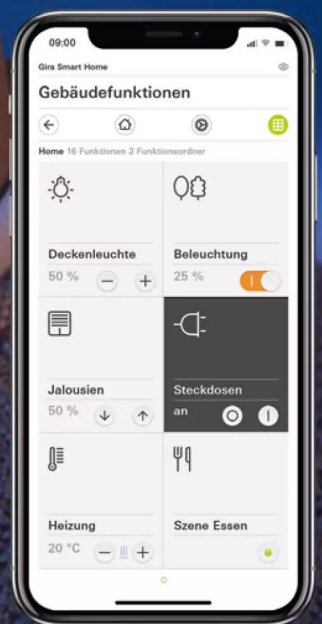 09:00
Gira Smart Home
Gebäudefunktionen
Home 16 Funktionen 2 Funktionsordner
Deckenleuchte
50 %
Beleuchtung
25 %
Jalousien
50 %
Steckdosen
an
Heizung
20 °C
Szene Essen